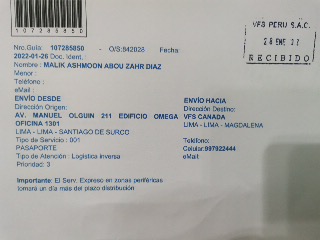 107285850
Nro.Guía: 107285850 - O/S:842028 Fecha:
2022-01-26 Doc. Ident.
Nombre : MALIK ASHMOON ABOU ZAHR DIAZ
Menor :
Teléfono :
eMail :
ENVÍO DESDE
Dirección Origen:
AV. MANUEL OLGUIN 211 EDIFICIO OMEGA
OFICINA 1301
LIMA - LIMA - SANTIAGO DE SURCO
Tipo de Servicio : 001
PASAPORTE
Tipo de Atención : Logística inversa
Prioridad: 3
ENVÍO HACIA
Dirección Destino:
VFS CANADA
LIMA - LIMA - MAGDALENA
Teléfono:
Celular:997922444
eMail:
Importante: El Serv. Expreso en zonas periféricas
tomará un día más del plazo distribución
VFS PERU S.A.C.
RECIBIDO